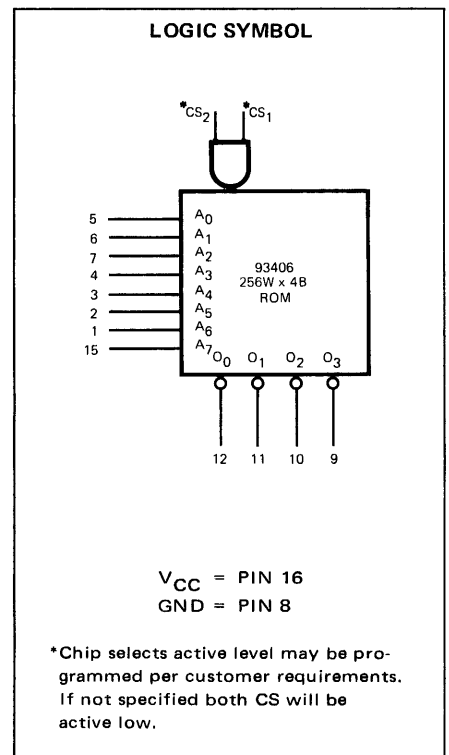 LOGIC SYMBOL
*CS2 *CS1
5 A0
6 A1
7 A2
4 A3
3 A4
2 A5
1 A6
15 A7
93406
256W x 4B
ROM
O0 O1 O2 O3
12 11 10 9
VCC = PIN 16
GND = PIN 8
*Chip selects active level may be pro-
grammed per customer requirements.
If not specified both CS will be
active low.